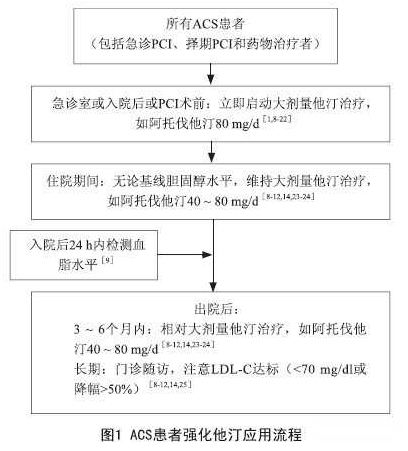 所有ACS患者
(包括急诊PCI、择期PCI和药物治疗者)
急诊室或入院后或PCI术前：立即启动大剂量他汀治疗，
如阿托伐他汀80 mg/d[1,8-22]
住院期间：无论基线胆固醇水平，维持大剂量他汀治疗，
如阿托伐他汀40～80 mg/d[8-12,14,23-24]
入院后24 h内检测血
脂水平[9]
出院后：
3～6个月内：相对大剂量他汀治疗，如阿托伐他
汀40～80 mg/d[8-12,14,23-24]
长期：门诊随访，注意LDL-C达标（<70 mg/dl或
降幅>50%）[8-12,14,25]
图1 ACS患者强化他汀应用流程